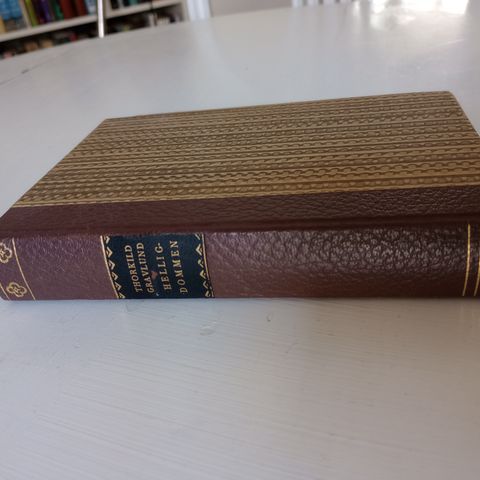 THORKILD
GRAVLUND
HELLIG-
DOMMEN